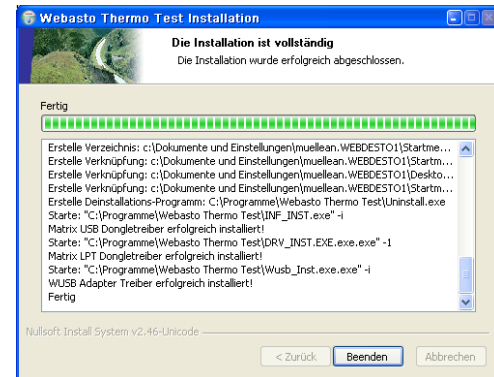 Webasto Thermo Test Installation
Die Installation ist vollständig
Die Installation wurde erfolgreich abgeschlossen.
Fertig
Erstelle Verzeichnis: c:\Dokumente und Einstellungen\muellean.WEBDESTO1\Startme...
Erstelle Verknüpfung: c:\Dokumente und Einstellungen\muellean.WEBDESTO1\Startm...
Erstelle Verknüpfung: c:\Dokumente und Einstellungen\muellean.WEBDESTO1\Deskto...
Erstelle Verknüpfung: c:\Dokumente und Einstellungen\muellean.WEBDESTO1\Startm...
Erstelle Deinstallations-Programm: C:\Programme\Webasto Thermo Test\Uninstall.exe
Starte: "C:\Programme\Webasto Thermo Test\INF_INST.exe" -i
Matrix USB Dongletreiber erfolgreich installiert!
Starte: "C:\Programme\Webasto Thermo Test\DRV_INST.EXE.exe.exe" -1
Matrix LPT Dongletreiber erfolgreich installiert!
Starte: "C:\Programme\Webasto Thermo Test\Wusb_Inst.exe.exe" -i
WUSB Adapter Treiber erfolgreich installiert!
Fertig
Nullsoft Install System v2.46-Unicode
< Zurück Beenden Abbrechen